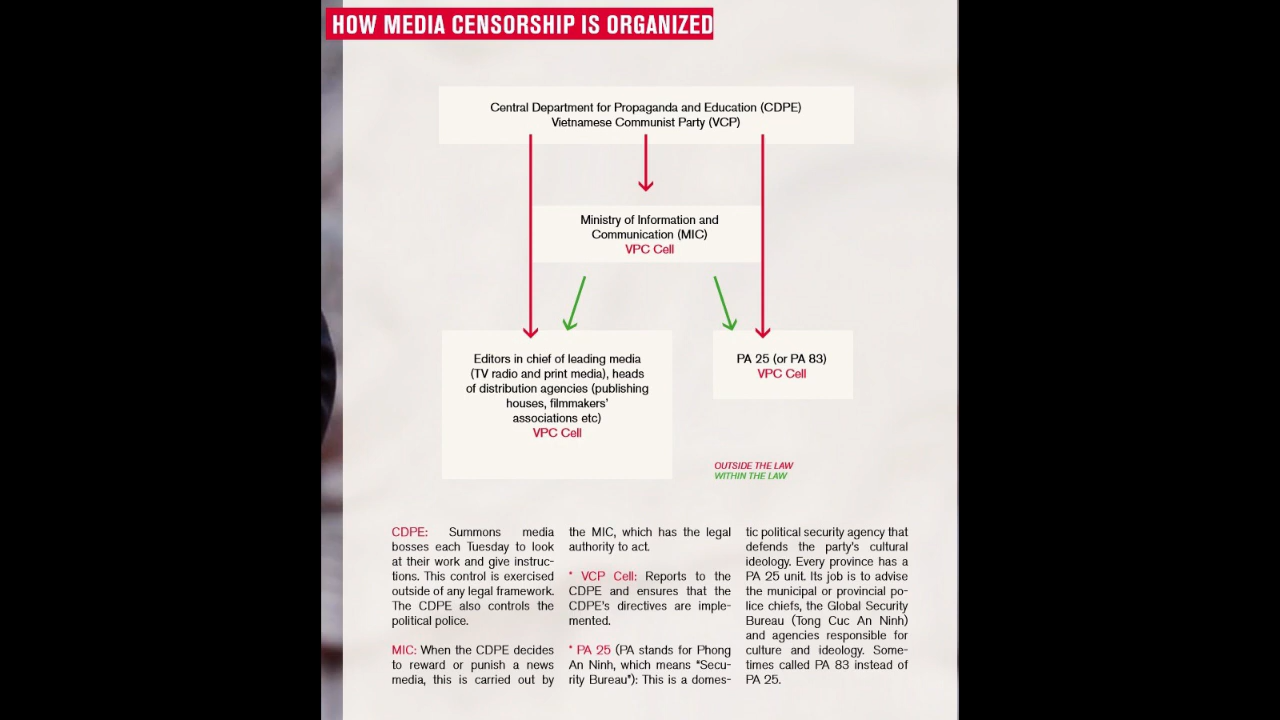 HOW MEDIA CENSORSHIP IS ORGANIZED
Central Department for Propaganda and Education (CDPE)
Vietnamese Communist Party (VCP)
Ministry of Information and
Communication (MIC)
VPC Cell
Editors in chief of leading media
(TV radio and print media), heads
of distribution agencies (publishing
houses, filmmakers'
associations etc)
VPC Cell
PA 25 (or PA 83)
VPC Cell
OUTSIDE THE LAW
WITHIN THE LAW
CDPE: Summons media
bosses each Tuesday to look
at their work and give instruc-
tions. This control is exercised
outside of any legal framework.
The CDPE also controls the
political police.
MIC: When the CDPE decides
to reward or punish a news
media, this is carried out by
the MIC, which has the legal
authority to act.
* VCP Cell: Reports to the
CDPE and ensures that the
CDPE's directives are imple-
mented.
* PA 25 (PA stands for Phong
An Ninh, which means "Secu-
rity Bureau"): This is a domes-
tic political security agency that
defends the party's cultural
ideology. Every province has a
PA 25 unit. Its job is to advise
the municipal or provincial po-
lice chiefs, the Global Security
Bureau (Tong Cuc An Ninh)
and agencies responsible for
culture and ideology. Some-
times called PA 83 instead of
PA 25.